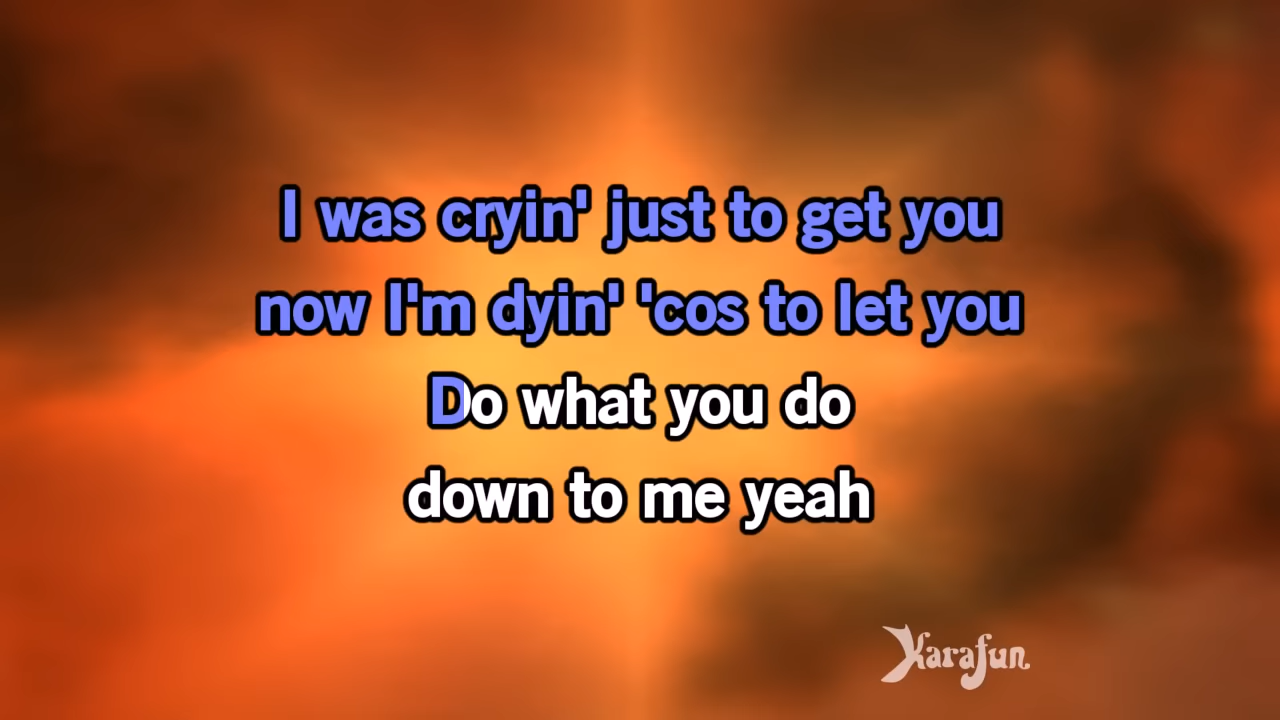 I was cryin' just to get you
now I'm dyin' 'cos to let you
Do what you do
down to me yeah
Karafun